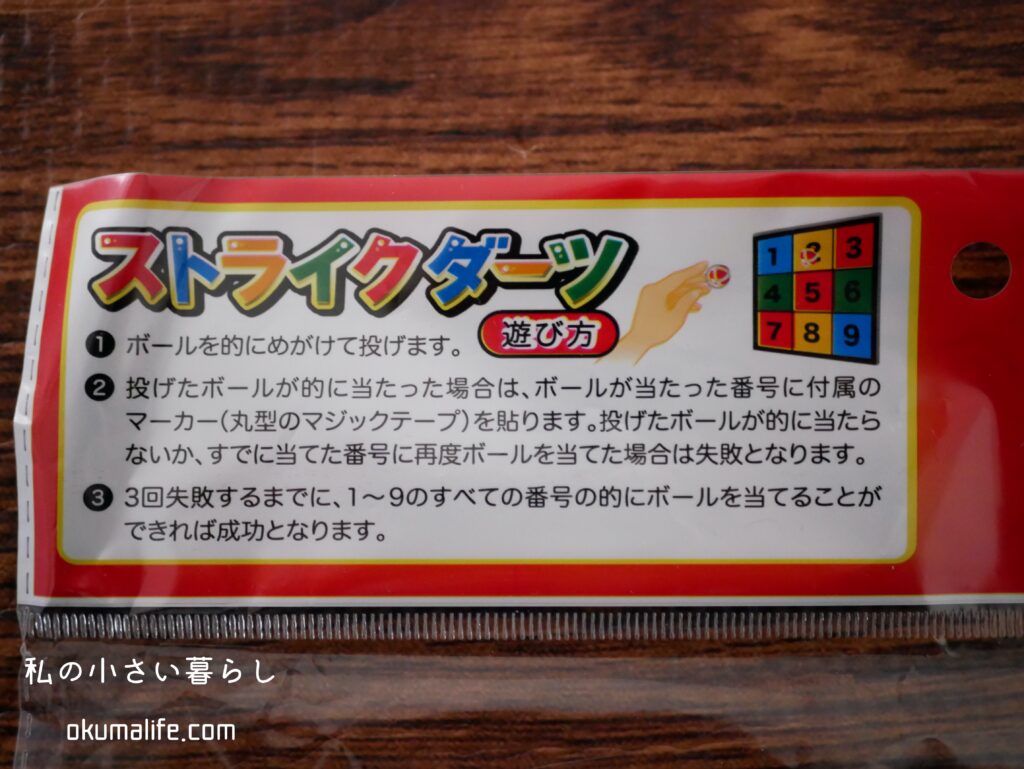 ストライクダーツ
遊び方
1 2 3
4 5 6
7 8 9
❶ ボールを的にめがけて投げます。
❷ 投げたボールが的に当たった場合は、ボールが当たった番号に付属の
マーカー(丸型のマジックテープ)を貼ります。投げたボールが的に当たら
ないか、すでに当てた番号に再度ボールを当てた場合は失敗となります。
❸ 3回失敗するまでに、1〜9のすべての番号の的にボールを当てることが
できれば成功となります。
私の小さい暮らし
okumalife.com